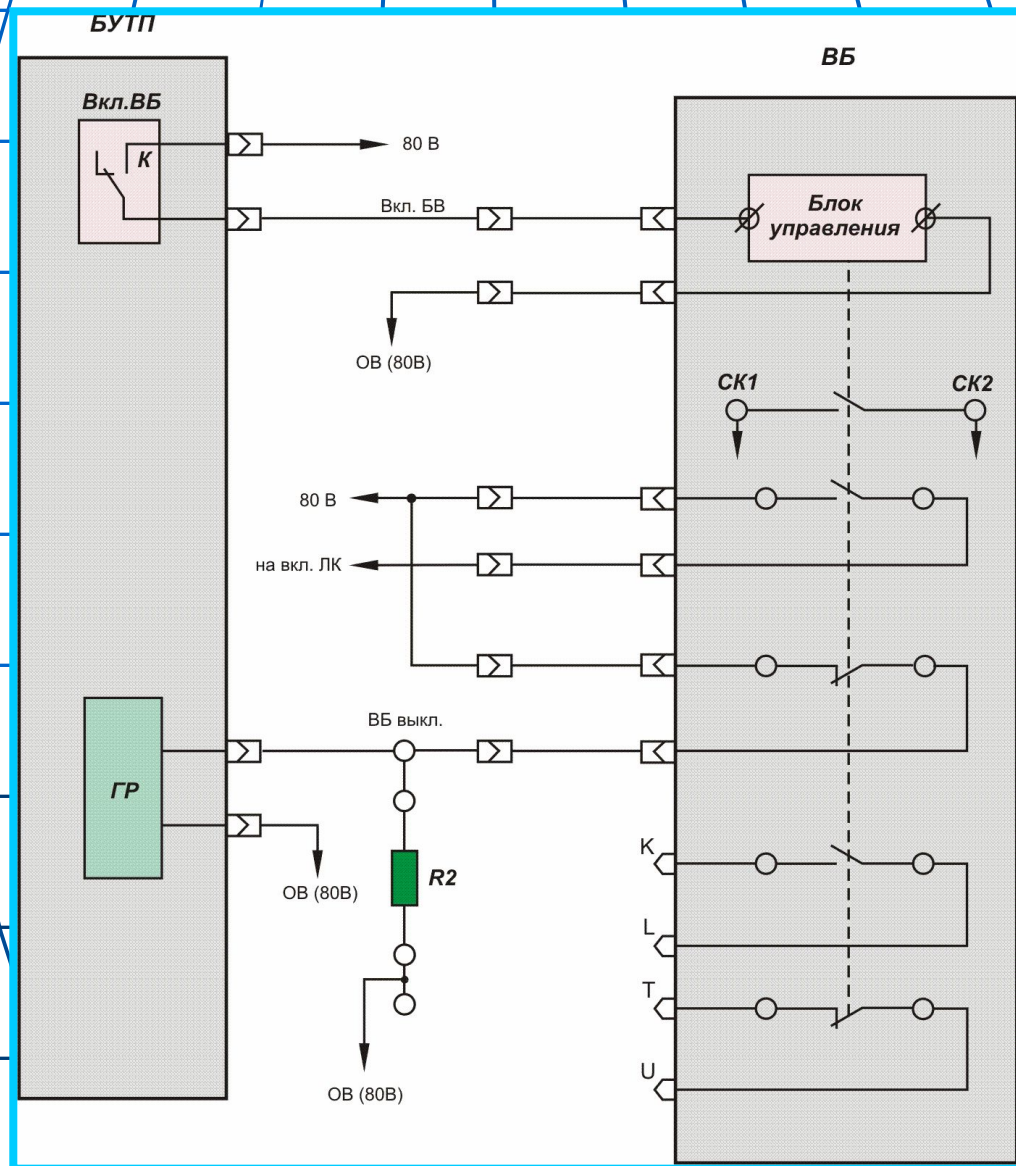 БУТП
ВБ
Вкл.ВБ
К
80 В
Вкл. БВ
Блок
управления
ОВ (80В)
СК1
СК2
80 В
на вкл. ЛК
ВБ выкл.
ГР
ОВ (80В)
R2
K
L
T
U
ОВ (80В)